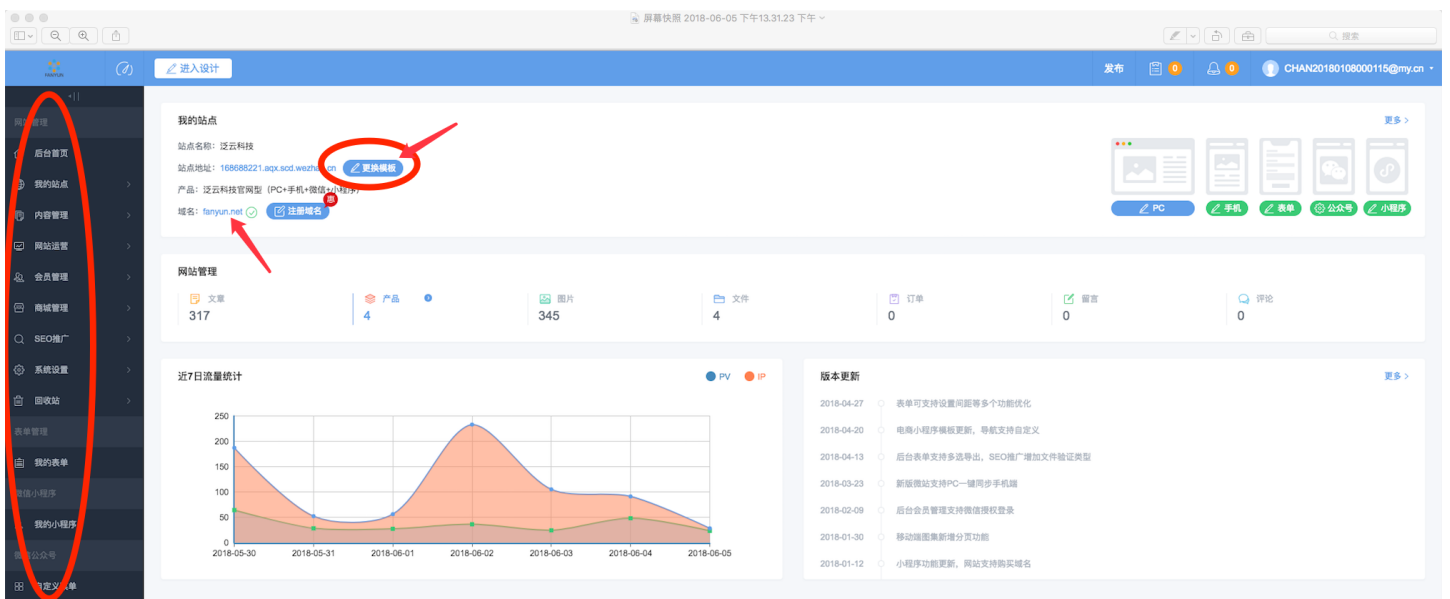 屏幕快照 2018-06-05 下午13.31.23 下午
搜索
FANYUN
进入设计
发布
0
0
CHAN20180108000115@my.cn
网站管理
后台首页
我的站点
内容管理
网站运营
会员管理
商城管理
SEO推广
系统设置
回收站
表单管理
我的表单
微信小程序
我的小程序
微信公众号
自定义菜单
我的站点
更多 >
站点名称：泛云科技
站点地址：168688221.aqx.scd.wezhan.cn 更换模板
产品：泛云科技官网型（PC+手机+微信+小程序）
惠
域名：fanyun.net 注册域名
PC
手机
表单
公众号
小程序
网站管理
文章
317
产品
4
图片
345
文件
4
订单
0
留言
0
评论
0
近7日流量统计
PV
IP
250
200
150
100
50
0
2018-05-30 2018-05-31 2018-06-01 2018-06-02 2018-06-03 2018-06-04 2018-06-05
版本更新
更多 >
2018-04-27 表单可支持设置间距等多个功能优化
2018-04-20 电商小程序模板更新，导航支持自定义
2018-04-13 后台表单支持多选导出，SEO推广增加文件验证类型
2018-03-23 新版微站支持PC一键同步手机端
2018-02-09 后台会员管理支持微信授权登录
2018-01-30 移动端图集新增分页功能
2018-01-12 小程序功能更新，网站支持购买域名